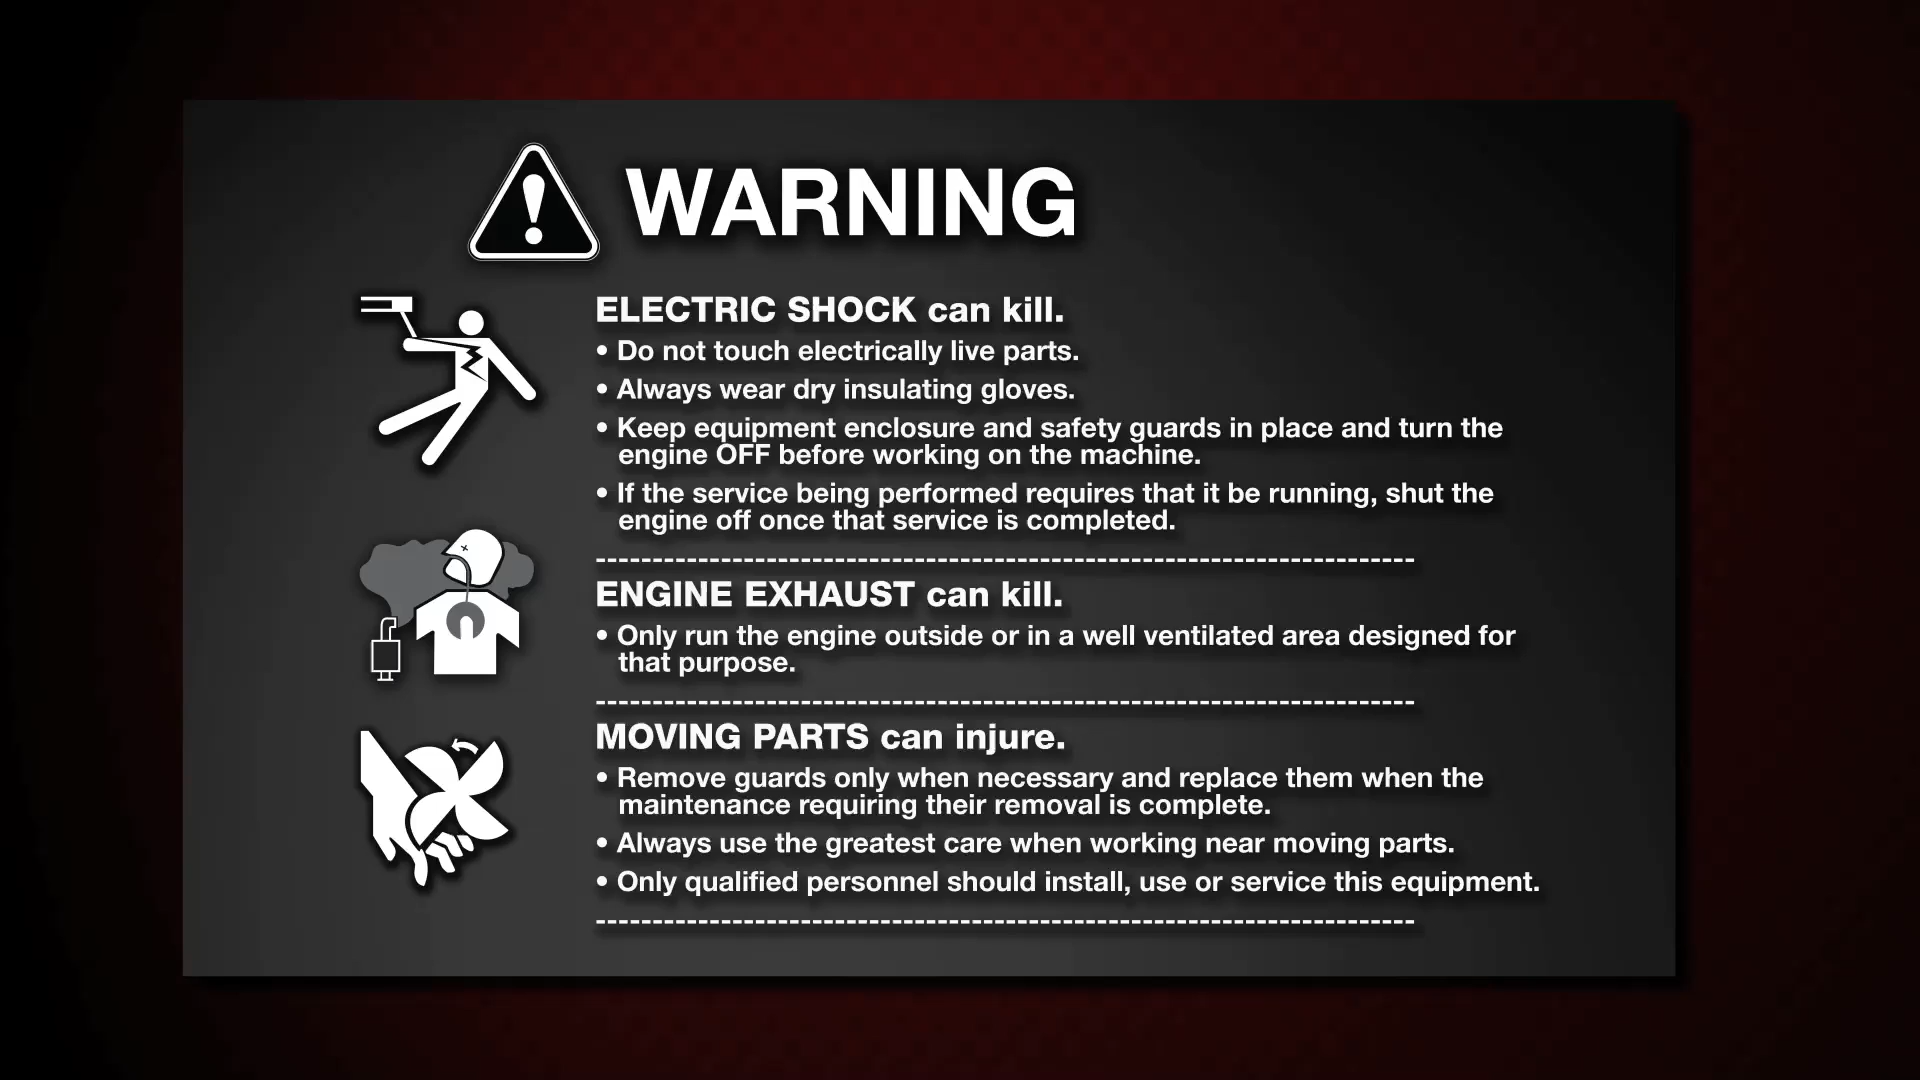 WARNING
ELECTRIC SHOCK can kill.
• Do not touch electrically live parts.
• Always wear dry insulating gloves.
• Keep equipment enclosure and safety guards in place and turn the
engine OFF before working on the machine.
• If the service being performed requires that it be running, shut the
engine off once that service is completed.
ENGINE EXHAUST can kill.
• Only run the engine outside or in a well ventilated area designed for
that purpose.
MOVING PARTS can injure.
• Remove guards only when necessary and replace them when the
maintenance requiring their removal is complete.
• Always use the greatest care when working near moving parts.
• Only qualified personnel should install, use or service this equipment.